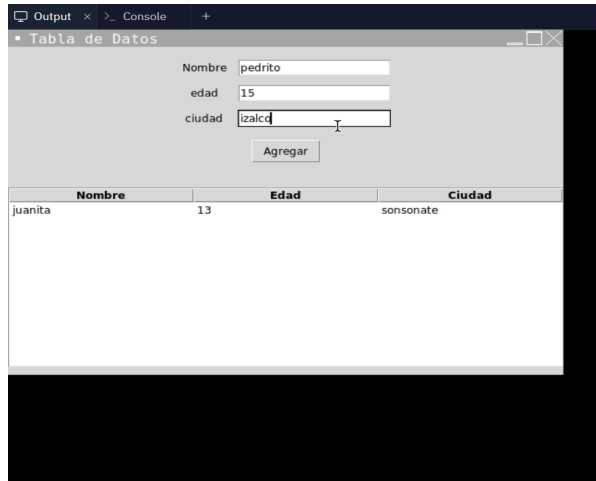 Output × >_ Console +
Tabla de Datos
Nombre pedrito
edad 15
ciudad izalco
Agregar
Nombre Edad Ciudad
juanita 13 sonsonate